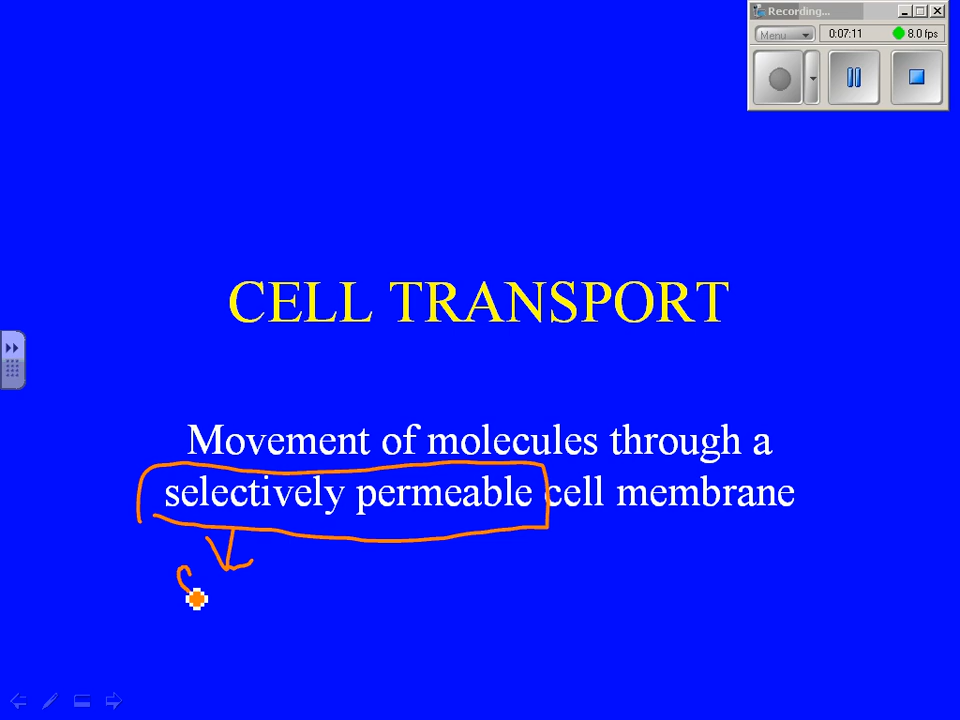 Recording...
Menu
0:07:11
8.0 fps
CELL TRANSPORT
Movement of molecules through a
selectively permeable cell membrane